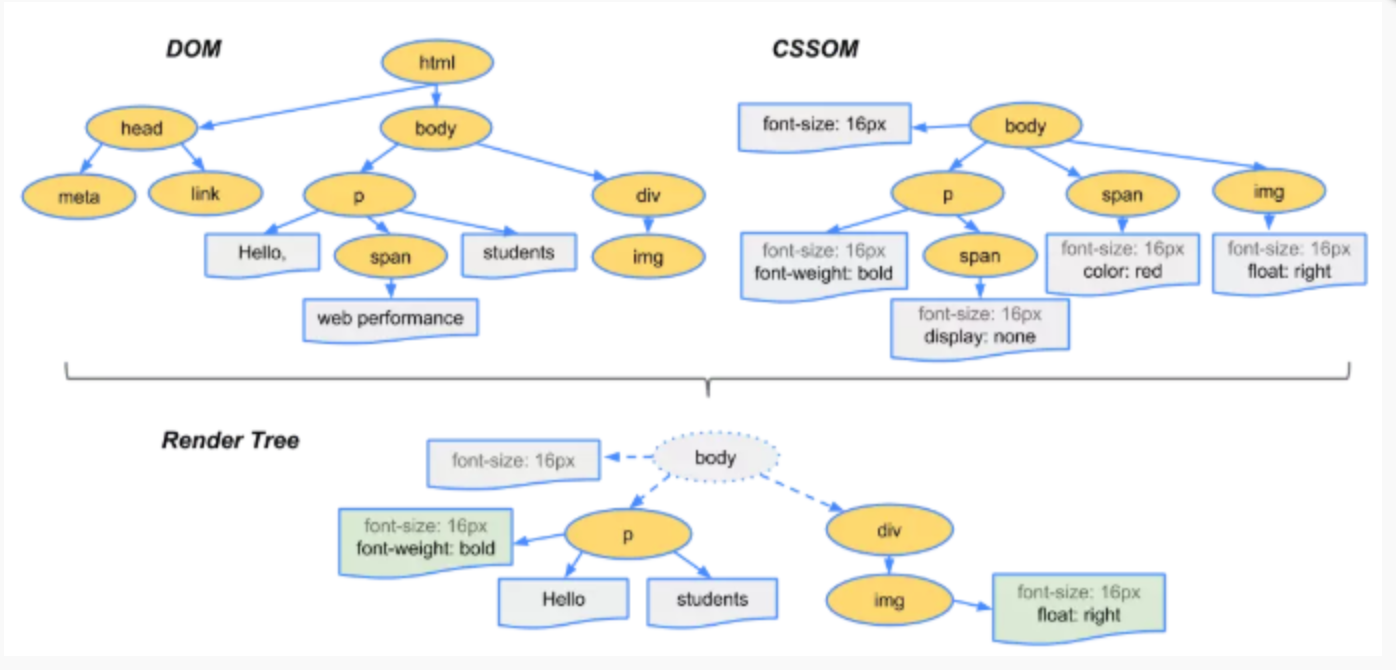 DOM
CSSOM
html
head
body
meta
link
p
div
Hello,
span
students
img
web performance
font-size: 16px
body
p
span
img
font-size: 16px
font-weight: bold
span
font-size: 16px
color: red
font-size: 16px
float: right
font-size: 16px
display: none
Render Tree
font-size: 16px
body
font-size: 16px
font-weight: bold
p
div
Hello
students
img
font-size: 16px
float: right